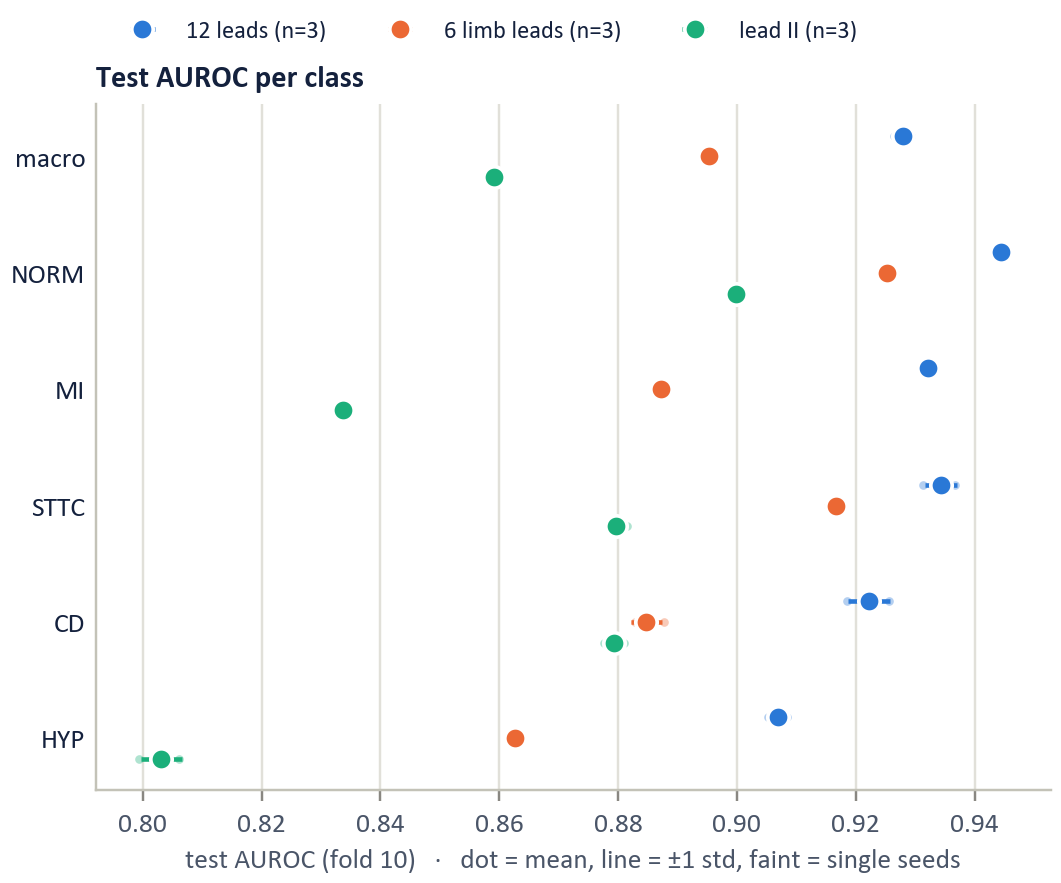 12 leads (n=3) 6 limb leads (n=3) lead II (n=3)
Test AUROC per class
macro
NORM
MI
STTC
CD
HYP
0.80 0.82 0.84 0.86 0.88 0.90 0.92 0.94
test AUROC (fold 10) · dot = mean, line = ±1 std, faint = single seeds